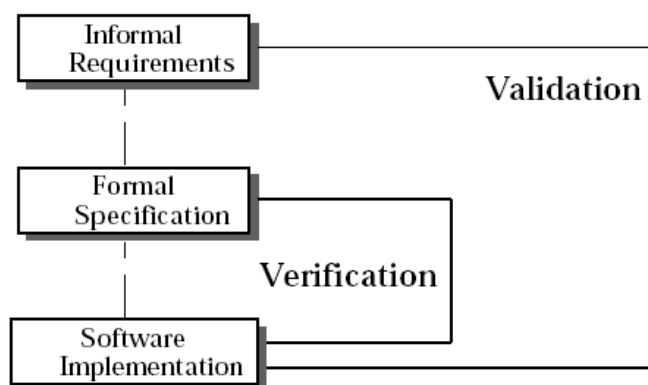 Informal
Requirements
Validation
Formal
Specification
Verification
Software
Implementation